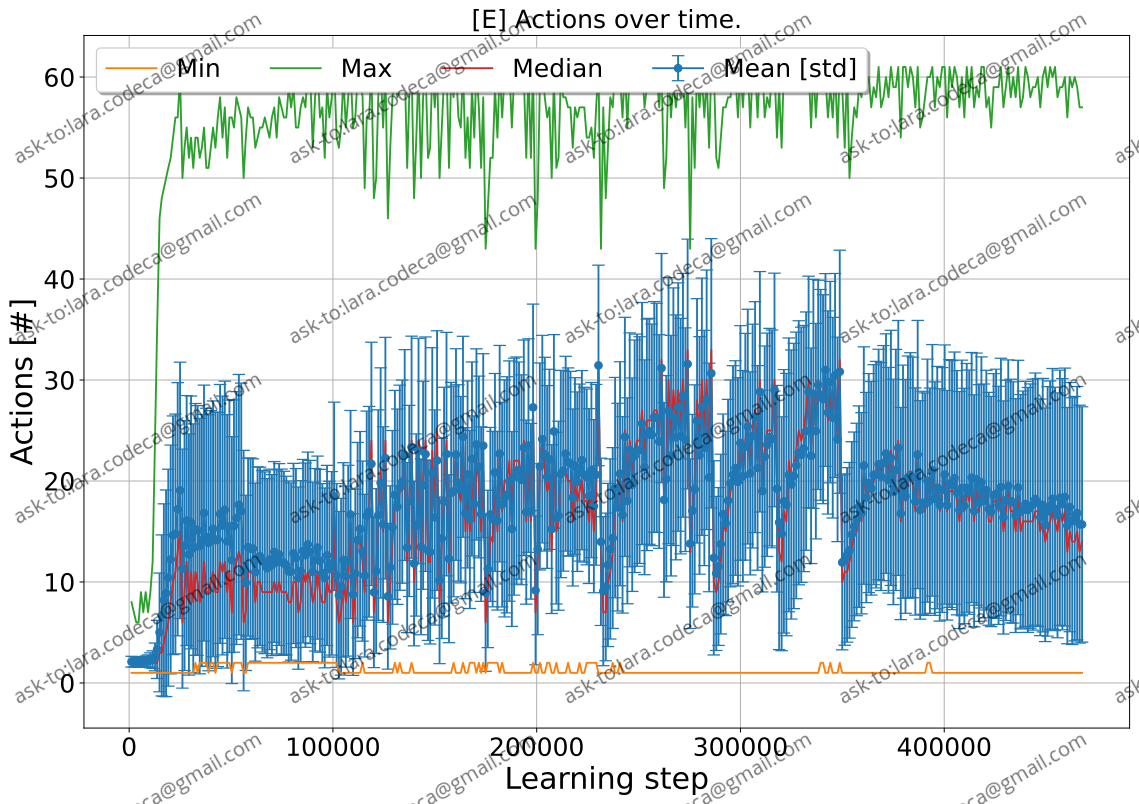 [E] Actions over time.
Min Max Median Mean [std]
60
50
40
30
20
10
0
Actions [#]
0 100000 200000 300000 400000
Learning step
ask-to:lara.codeca@gmail.com